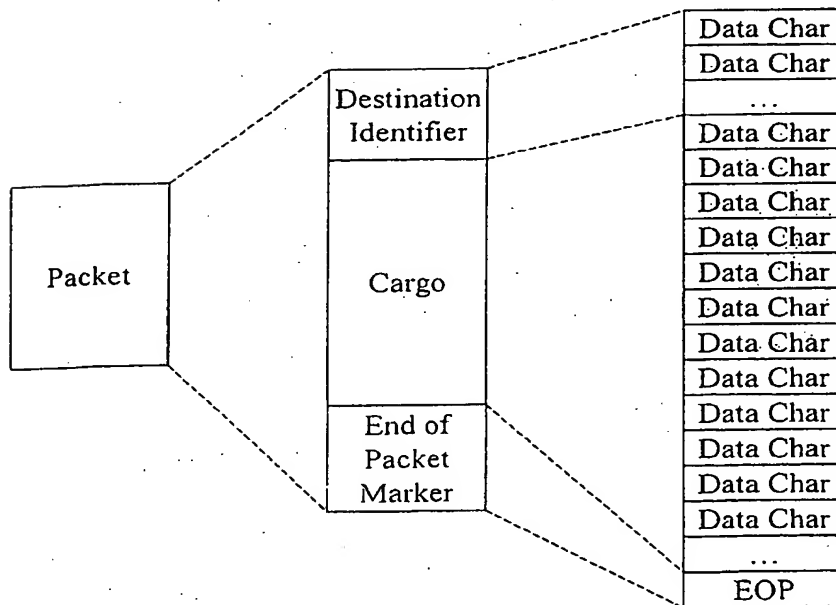 Packet
Destination
Identifier
Cargo
End of
Packet
Marker
Data Char
Data Char
...
Data Char
Data Char
Data Char
Data Char
Data Char
Data Char
Data Char
Data Char
Data Char
Data Char
Data Char
Data Char
...
EOP